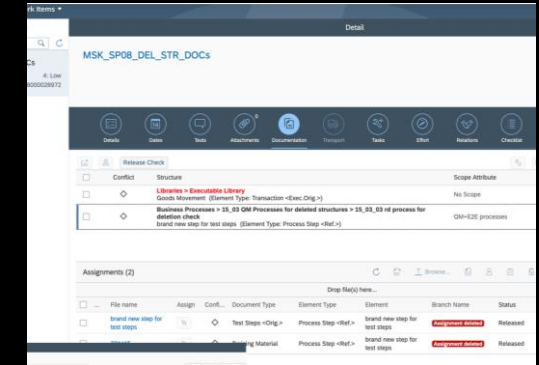 rk Items
Detail
Cs
4: Low
8000028972
MSK_SP08_DEL_STR_DOCs
0
Details Dates Texts Attachments Documentation Transport Tasks Effort Relations Checklist
Release Check
Conflict Structure Scope Attribute
Libraries > Executable Library
Goods Movement (Element Type: Transaction <Exec.Orig.>)
No Scope
Business Processes > 15_03 QM Processes for deleted structures > 15_03_03 rd process for
deletion check
brand new step for test steps (Element Type: Process Step <Ref.>)
QM=E2E processes
Assignments (2)
Browse...
Drop file(s) here...
... File name Assign Confl... Document Type Element Type Element Branch Name Status
brand new step for
test steps
Test Steps <Orig.> Process Step <Ref.>
brand new step for
test steps
Assignment deleted Released
Material Process Step <Ref.>
brand new step for
test steps
Assignment deleted Released